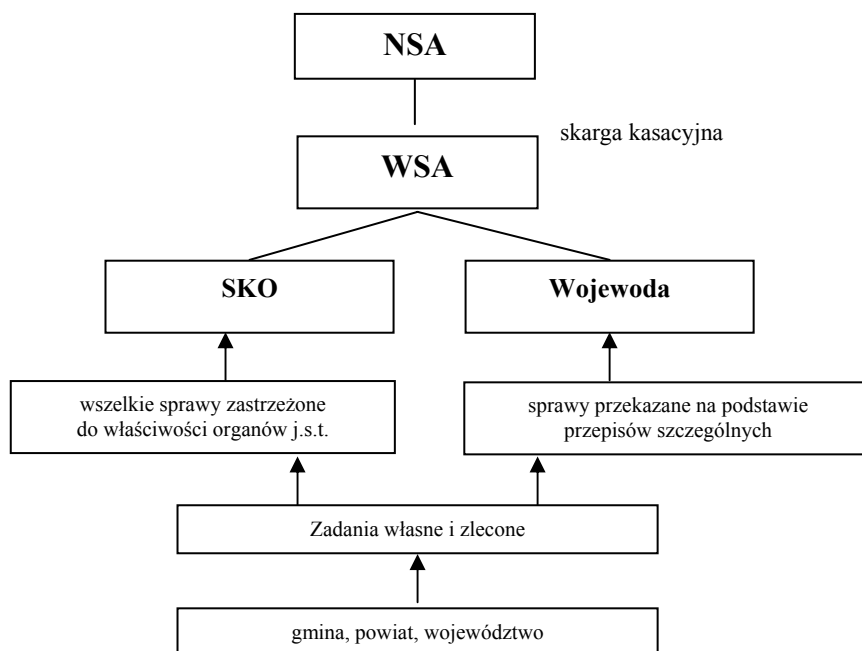 NSA
skarga kasacyjna
WSA
SKO
Wojewoda
wszelkie sprawy zastrzeżone
do właściwości organów j.s.t.
sprawy przekazane na podstawie
przepisów szczególnych
Zadania własne i zlecone
gmina, powiat, województwo